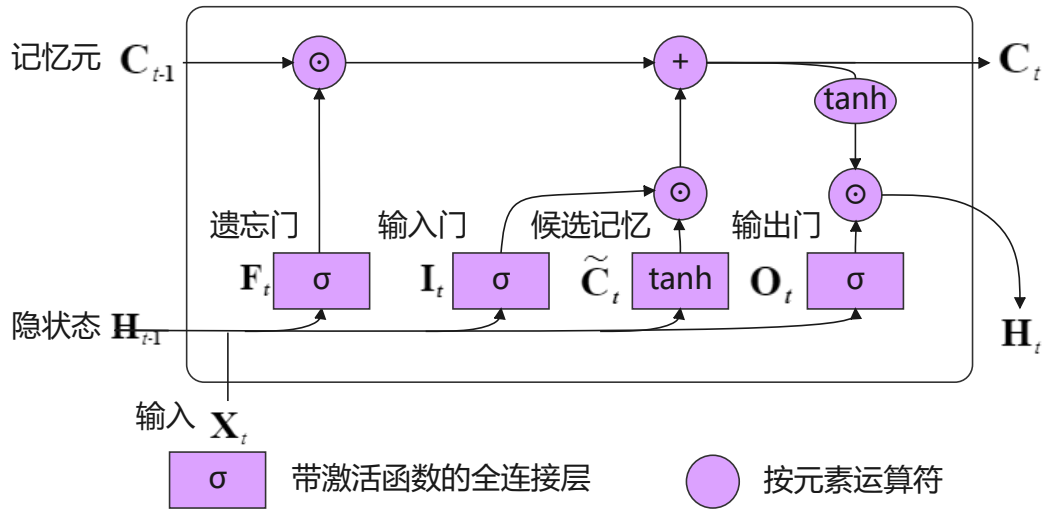 记忆元 C_{t-1} ⊙ + C_t
tanh
⊙ ⊙
遗忘门 输入门 候选记忆 输出门
F_t σ I_t σ C̃_t tanh O_t σ
隐状态 H_{t-1} H_t
输入 X_t
σ 带激活函数的全连接层 按元素运算符